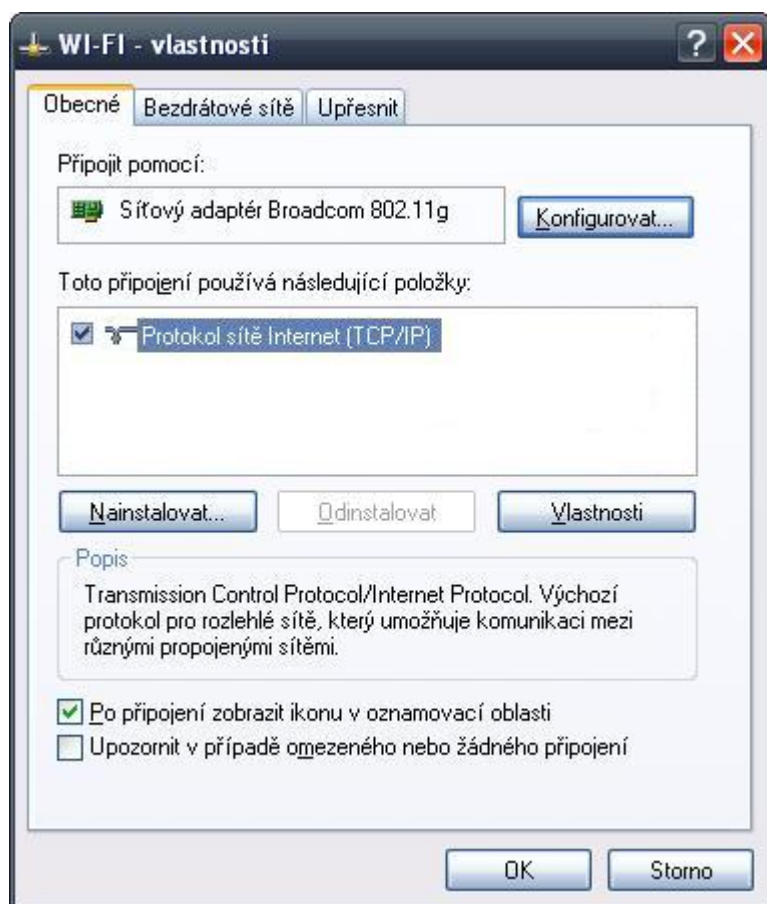 WI-FI - vlastnosti
Obecné Bezdrátové sítě Upřesnit
Připojit pomocí:
Síťový adaptér Broadcom 802.11g Konfigurovat...
Toto připojení používá následující položky:
Protokol sítě Internet (TCP/IP)
Nainstalovat... Odinstalovat Vlastnosti
Popis
Transmission Control Protocol/Internet Protocol. Výchozí
protokol pro rozlehlé sítě, který umožňuje komunikaci mezi
různými propojenými sítěmi.
Po připojení zobrazit ikonu v oznamovací oblasti
Upozornit v případě omezeného nebo žádného připojení
OK Storno